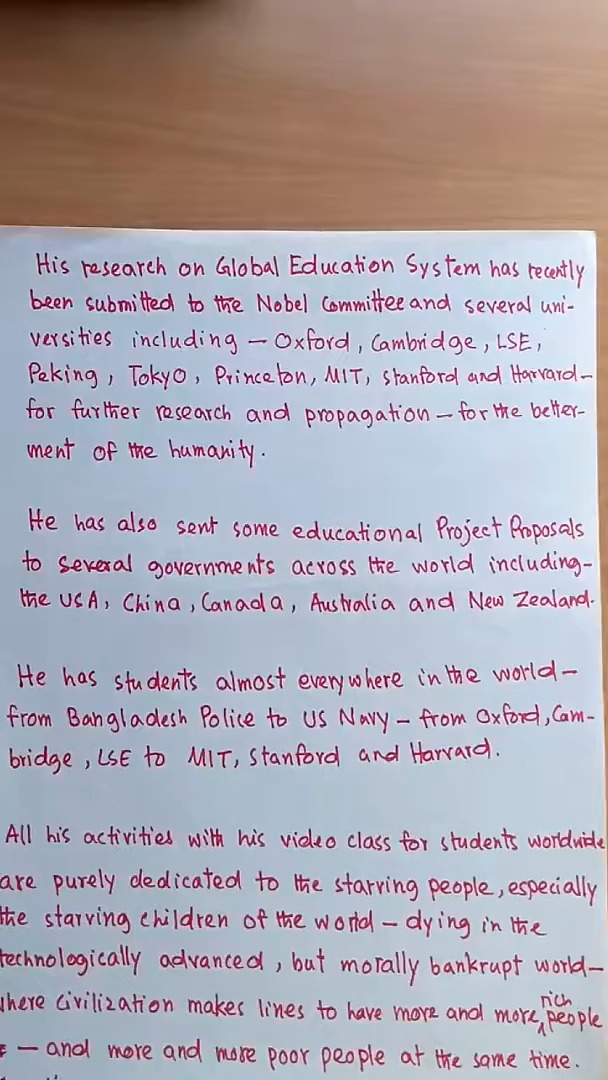 His research on Global Education System has recently
been submitted to the Nobel Committee and several uni-
versities including — Oxford, Cambridge, LSE,
Peking, Tokyo, Princeton, MIT, Stanford and Harvard —
for further research and propagation — for the better-
ment of the humanity.
He has also sent some educational Project Proposals
to several governments across the world including —
the USA, China, Canada, Australia and New Zealand.
He has students almost everywhere in the world —
from Bangladesh Police to US Navy — from Oxford, Cam-
bridge, LSE to MIT, Stanford and Harvard.
All his activities with his video class for students worldwide
are purely dedicated to the starving people, especially
the starving children of the world — dying in the
technologically advanced, but morally bankrupt world —
where civilization makes lines to have more and more rich people
— and more and more poor people at the same time.